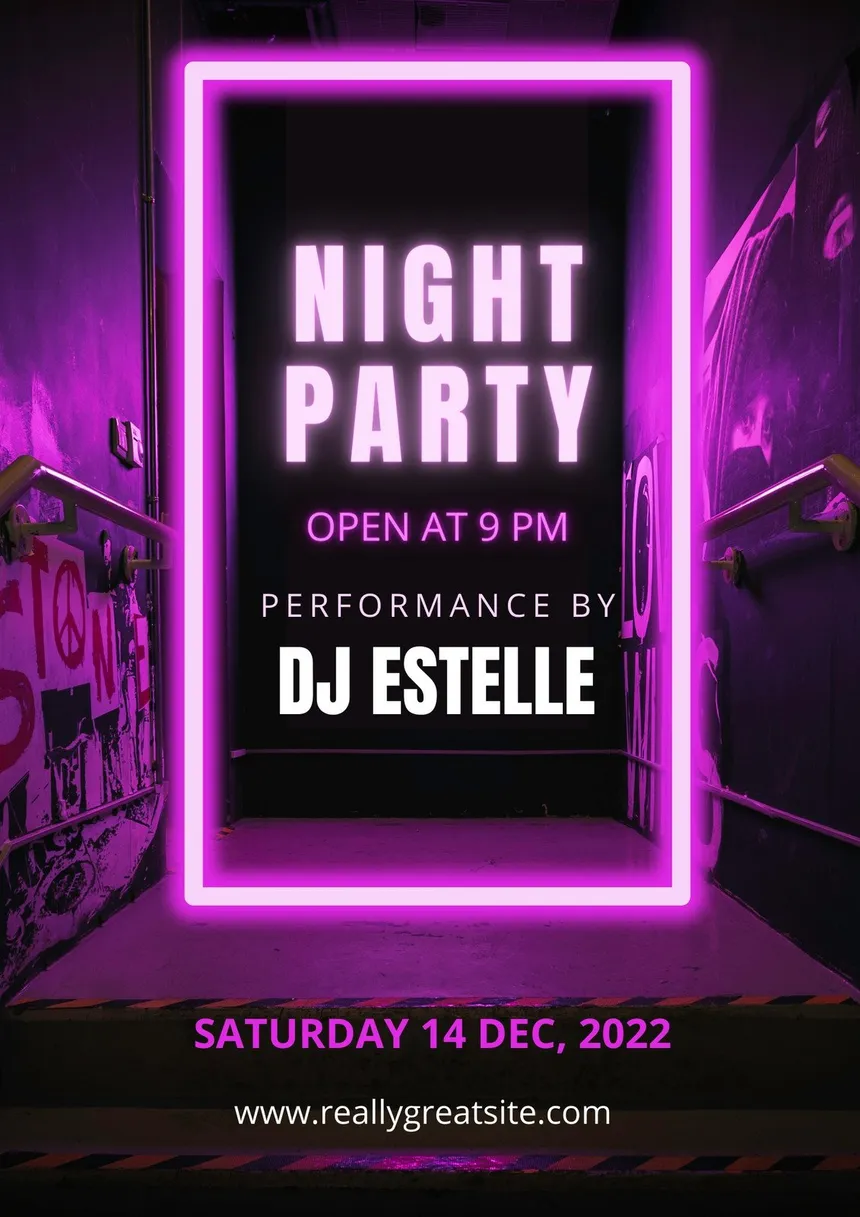 NIGHT
PARTY
OPEN AT 9 PM
PERFORMANCE BY
DJ ESTELLE
SATURDAY 14 DEC, 2022
www.reallygreatsite.com